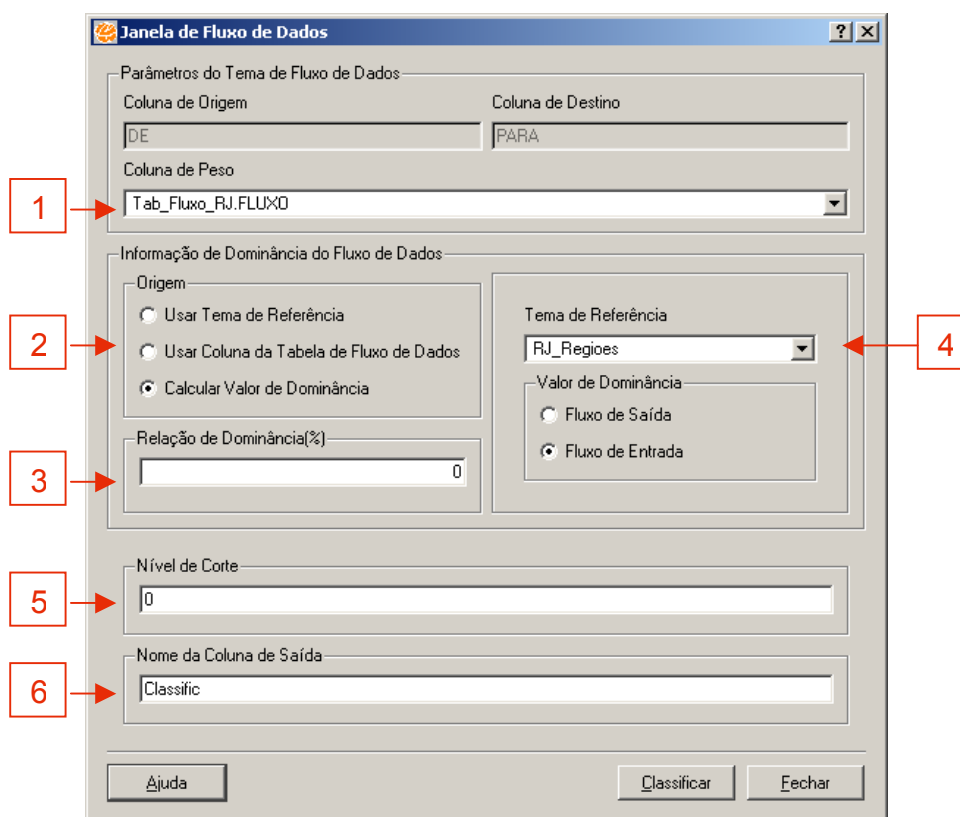 Janela de Fluxo de Dados
Parâmetros do Tema de Fluxo de Dados
Coluna de Origem
Coluna de Destino
DE
PARA
Coluna de Peso
1
Tab_Fluxo_RJ.FLUXO
Informação de Dominância do Fluxo de Dados
Origem
Usar Tema de Referência
Tema de Referência
2
Usar Coluna da Tabela de Fluxo de Dados
RJ_Regioes
4
Calcular Valor de Dominância
Valor de Dominância
Fluxo de Saída
Relação de Dominância(%)
Fluxo de Entrada
3
0
Nível de Corte
5
0
Nome da Coluna de Saída
6
Classific
Ajuda
Classificar
Fechar